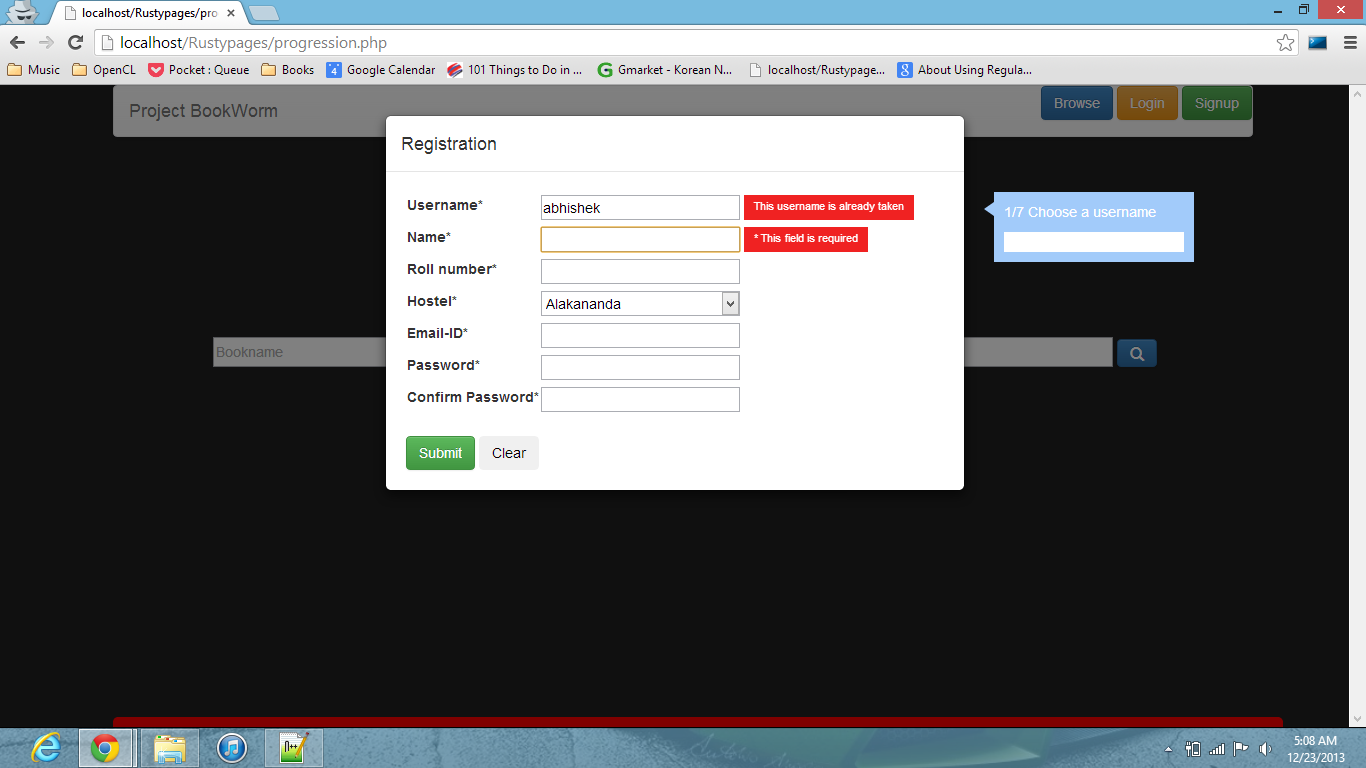 localhost/Rustypages/pro
localhost/Rustypages/progression.php
Music OpenCL Pocket : Queue Books 4 Google Calendar 101 Things to Do in ... Gmarket - Korean N... localhost/Rustypage... 8 About Using Regula...
Project BookWorm Browse Login Signup
Registration
Username* abhishek This username is already taken 1/7 Choose a username
Name* * This field is required
Roll number*
Hostel* Alakananda
Bookname
Email-ID*
Password*
Confirm Password*
Submit Clear
5:08 AM
12/23/2013